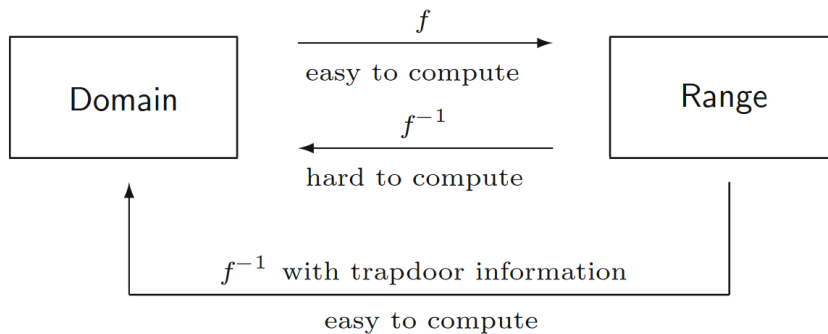 f
Domain
easy to compute
Range
f⁻¹
hard to compute
f⁻¹ with trapdoor information
easy to compute